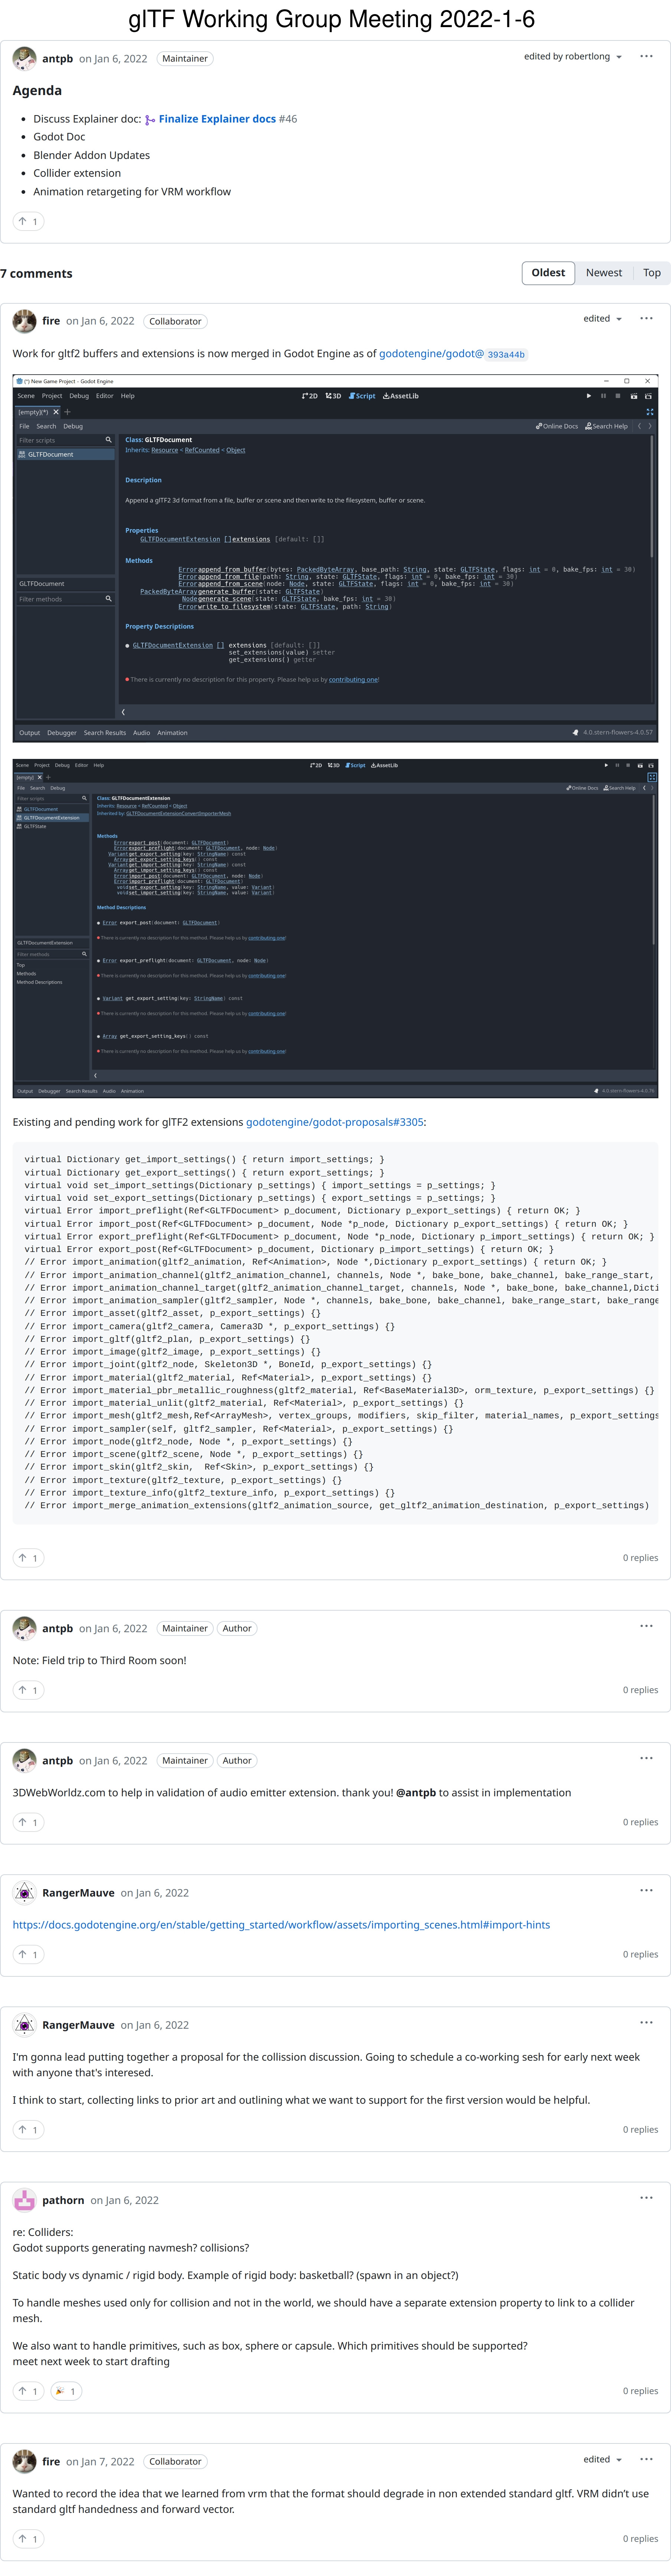 glTF Working Group Meeting 2022-1-6
antpb on Jan 6, 2022 Maintainer edited by robertlong
Agenda
Discuss Explainer doc: Finalize Explainer docs #46
Godot Doc
Blender Addon Updates
Collider extension
Animation retargeting for VRM workflow
1
7 comments Oldest Newest Top
fire on Jan 6, 2022 Collaborator edited
Work for gltf2 buffers and extensions is now merged in Godot Engine as of godotengine/godot@ 393a44b
(*) New Game Project - Godot Engine
Scene Project Debug Editor Help 2D 3D Script AssetLib
[empty](*)
File Search Debug Online Docs Search Help
Filter scripts
GLTFDocument
GLTFDocument
Filter methods
Class: GLTFDocument
Inherits: Resource < RefCounted < Object
Description
Append a glTF2 3d format from a file, buffer or scene and then write to the filesystem, buffer or scene.
Properties
GLTFDocumentExtension []extensions [default: []]
Methods
Error append_from_buffer(bytes: PackedByteArray, base_path: String, state: GLTFState, flags: int = 0, bake_fps: int = 30)
Error append_from_file(path: String, state: GLTFState, flags: int = 0, bake_fps: int = 30)
Error append_from_scene(node: Node, state: GLTFState, flags: int = 0, bake_fps: int = 30)
PackedByteArray generate_buffer(state: GLTFState)
Node generate_scene(state: GLTFState, bake_fps: int = 30)
Error write_to_filesystem(state: GLTFState, path: String)
Property Descriptions
GLTFDocumentExtension [] extensions [default: []]
set_extensions(value) setter
get_extensions() getter
There is currently no description for this property. Please help us by contributing one!
Output Debugger Search Results Audio Animation 4.0.stern-flowers-4.0.57
Scene Project Debug Editor Help 2D 3D Script AssetLib
[empty]
File Search Debug Online Docs Search Help
Filter scripts
GLTFDocument
GLTFDocumentExtension
GLTFState
GLTFDocumentExtension
Filter methods
Top
Methods
Method Descriptions
Class: GLTFDocumentExtension
Inherits: Resource < RefCounted < Object
Inherited by: GLTFDocumentExtensionConvertImporterMesh
Methods
Error export_post(document: GLTFDocument)
Error export_preflight(document: GLTFDocument, node: Node)
Variant get_export_setting(key: StringName) const
Array get_export_setting_keys() const
Variant get_import_setting(key: StringName) const
Array get_import_setting_keys() const
Error import_post(document: GLTFDocument, node: Node)
Error import_preflight(document: GLTFDocument)
void set_export_setting(key: StringName, value: Variant)
void set_import_setting(key: StringName, value: Variant)
Method Descriptions
Error export_post(document: GLTFDocument)
There is currently no description for this method. Please help us by contributing one!
Error export_preflight(document: GLTFDocument, node: Node)
There is currently no description for this method. Please help us by contributing one!
Variant get_export_setting(key: StringName) const
There is currently no description for this method. Please help us by contributing one!
Array get_export_setting_keys() const
There is currently no description for this method. Please help us by contributing one!
Output Debugger Search Results Audio Animation 4.0.stern-flowers-4.0.78
Existing and pending work for glTF2 extensions godotengine/godot-proposals#3305:
virtual Dictionary get_import_settings() { return import_settings; }
virtual Dictionary get_export_settings() { return export_settings; }
virtual void set_import_settings(Dictionary p_settings) { import_settings = p_settings; }
virtual void set_export_settings(Dictionary p_settings) { export_settings = p_settings; }
virtual Error import_preflight(Ref<GLTFDocument> p_document, Dictionary p_export_settings) { return OK; }
virtual Error import_post(Ref<GLTFDocument> p_document, Node *p_node, Dictionary p_export_settings) { return OK; }
virtual Error export_preflight(Ref<GLTFDocument> p_document, Node *p_node, Dictionary p_import_settings) { return OK; }
virtual Error export_post(Ref<GLTFDocument> p_document, Dictionary p_import_settings) { return OK; }
// Error import_animation(gltf2_animation, Ref<Animation>, Node *,Dictionary p_export_settings) { return OK; }
// Error import_animation_channel(gltf2_animation_channel, channels, Node *, bake_bone, bake_channel, bake_range_start,
// Error import_animation_channel_target(gltf2_animation_channel_target, channels, Node *, bake_bone, bake_channel,Dicti
// Error import_animation_sampler(gltf2_sampler, Node *, channels, bake_bone, bake_channel, bake_range_start, bake_range
// Error import_asset(gltf2_asset, p_export_settings) {}
// Error import_camera(gltf2_camera, Camera3D *, p_export_settings) {}
// Error import_gltf(gltf2_plan, p_export_settings) {}
// Error import_image(gltf2_image, p_export_settings) {}
// Error import_joint(gltf2_node, Skeleton3D *, BoneId, p_export_settings) {}
// Error import_material(gltf2_material, Ref<Material>, p_export_settings) {}
// Error import_material_pbr_metallic_roughness(gltf2_material, Ref<BaseMaterial3D>, orm_texture, p_export_settings) {}
// Error import_material_unlit(gltf2_material, Ref<Material>, p_export_settings) {}
// Error import_mesh(gltf2_mesh,Ref<ArrayMesh>, vertex_groups, modifiers, skip_filter, material_names, p_export_settings
// Error import_sampler(self, gltf2_sampler, Ref<Material>, p_export_settings) {}
// Error import_node(gltf2_node, Node *, p_export_settings) {}
// Error import_scene(gltf2_scene, Node *, p_export_settings) {}
// Error import_skin(gltf2_skin,  Ref<Skin>, p_export_settings) {}
// Error import_texture(gltf2_texture, p_export_settings) {}
// Error import_texture_info(gltf2_texture_info, p_export_settings) {}
// Error import_merge_animation_extensions(gltf2_animation_source, get_gltf2_animation_destination, p_export_settings)
1 0 replies
antpb on Jan 6, 2022 Maintainer Author
Note: Field trip to Third Room soon!
1 0 replies
antpb on Jan 6, 2022 Maintainer Author
3DWebWorldz.com to help in validation of audio emitter extension. thank you! @antpb to assist in implementation
1 0 replies
RangerMauve on Jan 6, 2022
https://docs.godotengine.org/en/stable/getting_started/workflow/assets/importing_scenes.html#import-hints
1 0 replies
RangerMauve on Jan 6, 2022
I'm gonna lead putting together a proposal for the collission discussion. Going to schedule a co-working sesh for early next week
with anyone that's interesed.
I think to start, collecting links to prior art and outlining what we want to support for the first version would be helpful.
1 0 replies
pathorn on Jan 6, 2022
re: Colliders:
Godot supports generating navmesh? collisions?
Static body vs dynamic / rigid body. Example of rigid body: basketball? (spawn in an object?)
To handle meshes used only for collision and not in the world, we should have a separate extension property to link to a collider
mesh.
We also want to handle primitives, such as box, sphere or capsule. Which primitives should be supported?
meet next week to start drafting
1 🎉 1 0 replies
fire on Jan 7, 2022 Collaborator edited
Wanted to record the idea that we learned from vrm that the format should degrade in non extended standard gltf. VRM didn't use
standard gltf handedness and forward vector.
1 0 replies